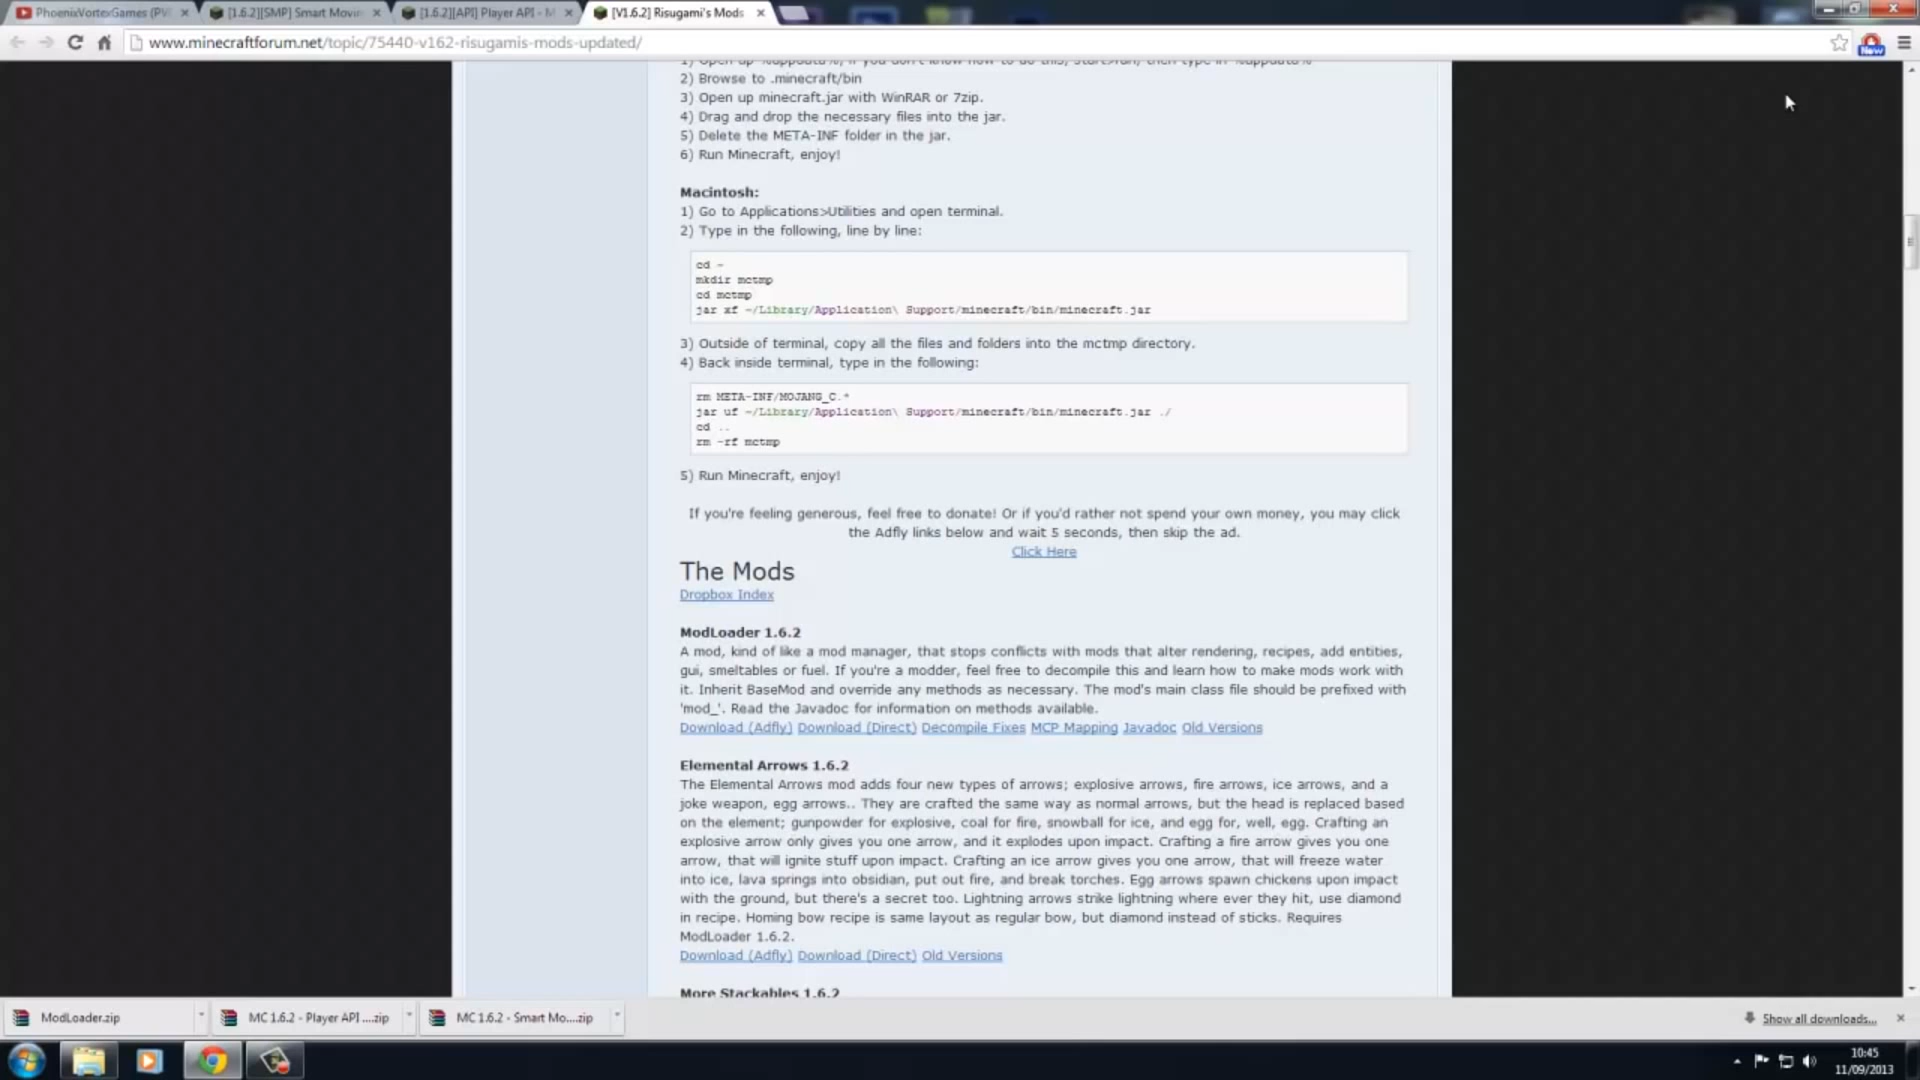 PhoenixVortexGames (PV
[1.6.2][SMP] Smart Movin
[1.6.2][API] Player API - M
[V1.6.2] Risugami's Mods
www.minecraftforum.net/topic/75440-v162-risugamis-mods-updated/
New
1) Open up %appdata%, if you don't know how to do this, start>run, then type in %appdata%
2) Browse to .minecraft/bin
3) Open up minecraft.jar with WinRAR or 7zip.
4) Drag and drop the necessary files into the jar.
5) Delete the META-INF folder in the jar.
6) Run Minecraft, enjoy!
Macintosh:
1) Go to Applications>Utilities and open terminal.
2) Type in the following, line by line:
cd ~
mkdir mctmp
cd mctmp
jar xf ~/Library/Application\ Support/minecraft/bin/minecraft.jar
3) Outside of terminal, copy all the files and folders into the mctmp directory.
4) Back inside terminal, type in the following:
rm META-INF/MOJANG_C.*
jar uf ~/Library/Application\ Support/minecraft/bin/minecraft.jar ./
cd ..
rm -rf mctmp
5) Run Minecraft, enjoy!
If you're feeling generous, feel free to donate! Or if you'd rather not spend your own money, you may click
the Adfly links below and wait 5 seconds, then skip the ad.
Click Here
The Mods
Dropbox Index
ModLoader 1.6.2
A mod, kind of like a mod manager, that stops conflicts with mods that alter rendering, recipes, add entities,
gui, smeltables or fuel. If you're a modder, feel free to decompile this and learn how to make mods work with
it. Inherit BaseMod and override any methods as necessary. The mod's main class file should be prefixed with
'mod_'. Read the Javadoc for information on methods available.
Download (Adfly) Download (Direct) Decompile Fixes MCP Mapping Javadoc Old Versions
Elemental Arrows 1.6.2
The Elemental Arrows mod adds four new types of arrows; explosive arrows, fire arrows, ice arrows, and a
joke weapon, egg arrows.. They are crafted the same way as normal arrows, but the head is replaced based
on the element; gunpowder for explosive, coal for fire, snowball for ice, and egg for, well, egg. Crafting an
explosive arrow only gives you one arrow, and it explodes upon impact. Crafting a fire arrow gives you one
arrow, that will ignite stuff upon impact. Crafting an ice arrow gives you one arrow, that will freeze water
into ice, lava springs into obsidian, put out fire, and break torches. Egg arrows spawn chickens upon impact
with the ground, but there's a secret too. Lightning arrows strike lightning where ever they hit, use diamond
in recipe. Homing bow recipe is same layout as regular bow, but diamond instead of sticks. Requires
ModLoader 1.6.2.
Download (Adfly) Download (Direct) Old Versions
More Stackables 1.6.2
ModLoader.zip
MC 1.6.2 - Player API ....zip
MC 1.6.2 - Smart Mo....zip
Show all downloads...
10:45
11/09/2013